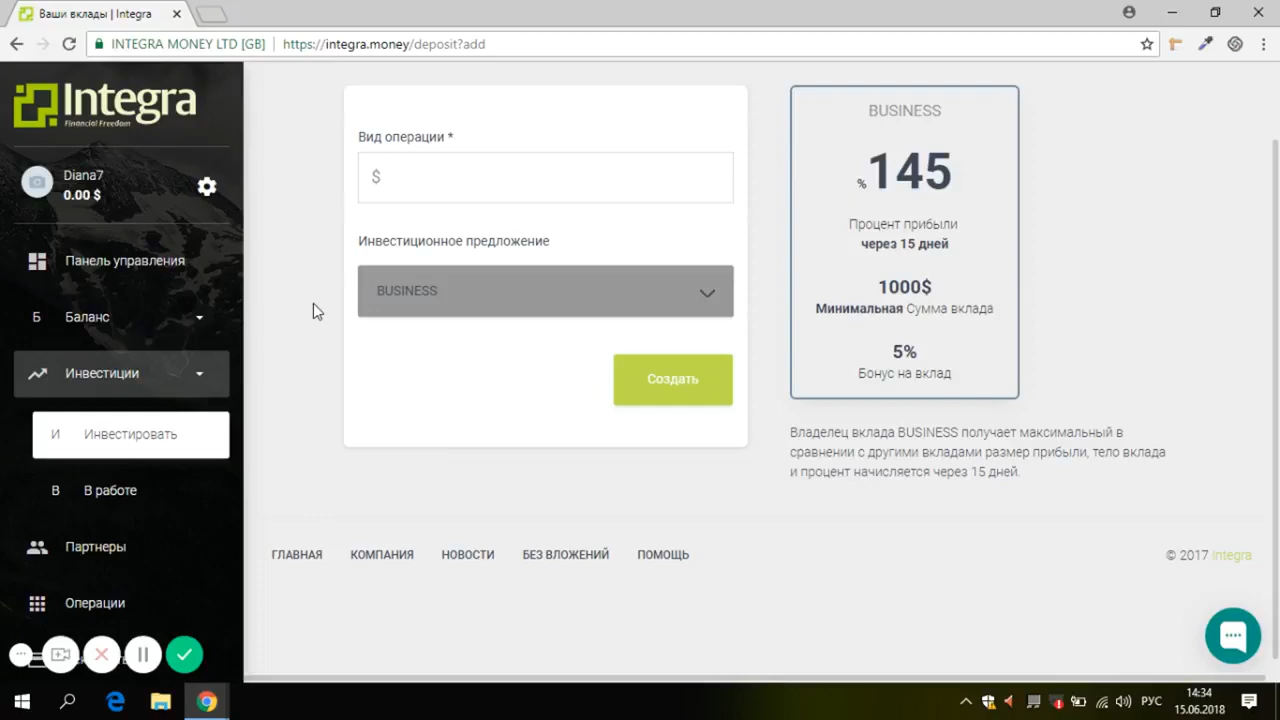 Ваши вклады | Integra
INTEGRA MONEY LTD [GB]
https://integra.money/deposit?add
Integra
Financial Freedom
Diana7
0.00 $
Панель управления
Б Баланс
Инвестиции
И Инвестировать
В В работе
Партнеры
Операции
Вид операции *
$
Инвестиционное предложение
BUSINESS
Создать
BUSINESS
% 145
Процент прибыли
через 15 дней
1000$
Минимальная Сумма вклада
5%
Бонус на вклад
Владелец вклада BUSINESS получает максимальный в
сравнении с другими вкладами размер прибыли, тело вклада
и процент начисляется через 15 дней.
ГЛАВНАЯ КОМПАНИЯ НОВОСТИ БЕЗ ВЛОЖЕНИЙ ПОМОЩЬ
© 2017 Integra
РУС
14:34
15.06.2018